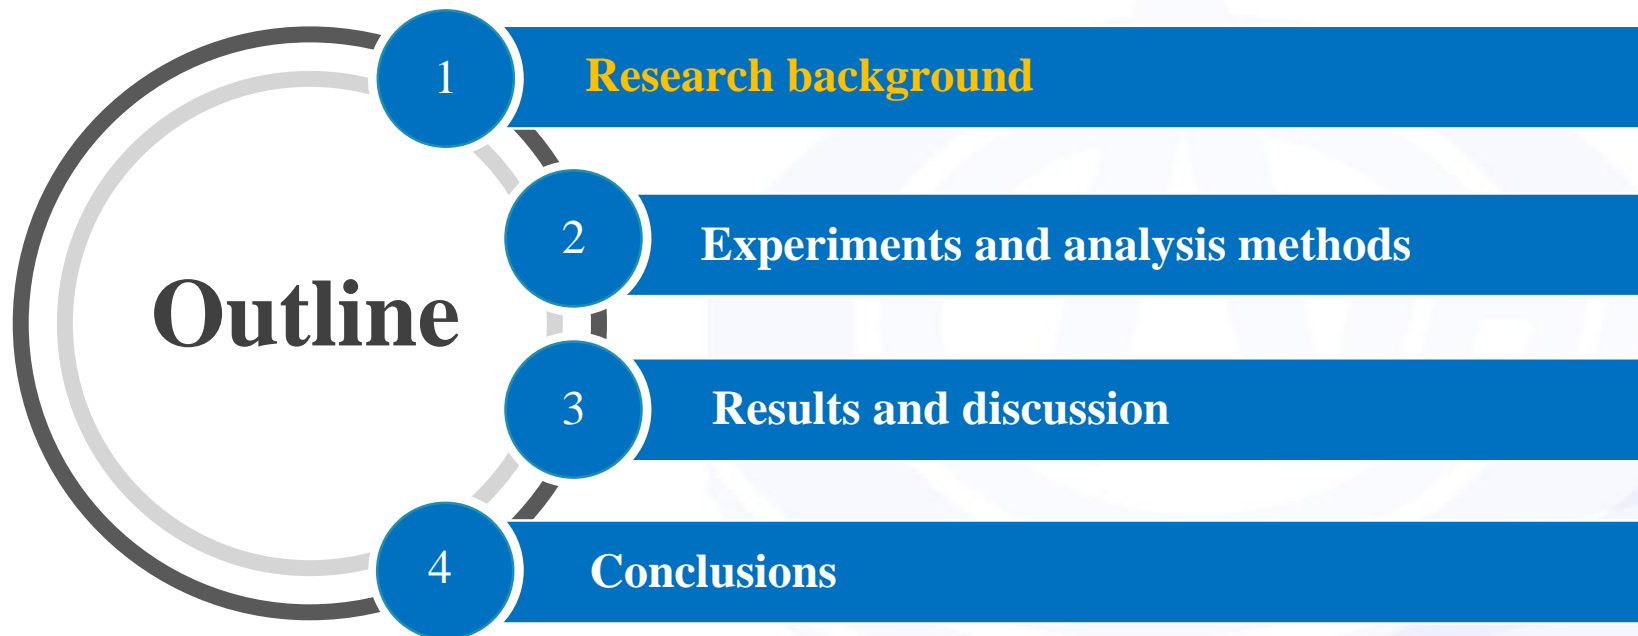 Outline
1
Research background
2
Experiments and analysis methods
3
Results and discussion
4
Conclusions